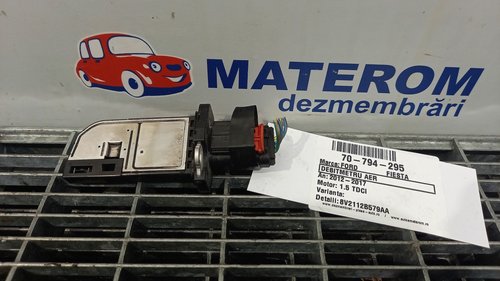 MATEROM
dezmembrări
70-794-295
Marca: FORD FIESTA
DEBITMETRU AER
An: 2012-2017
Motor: 1.5 TDCI
Varianta:
Detalii: 8V2112B579AA